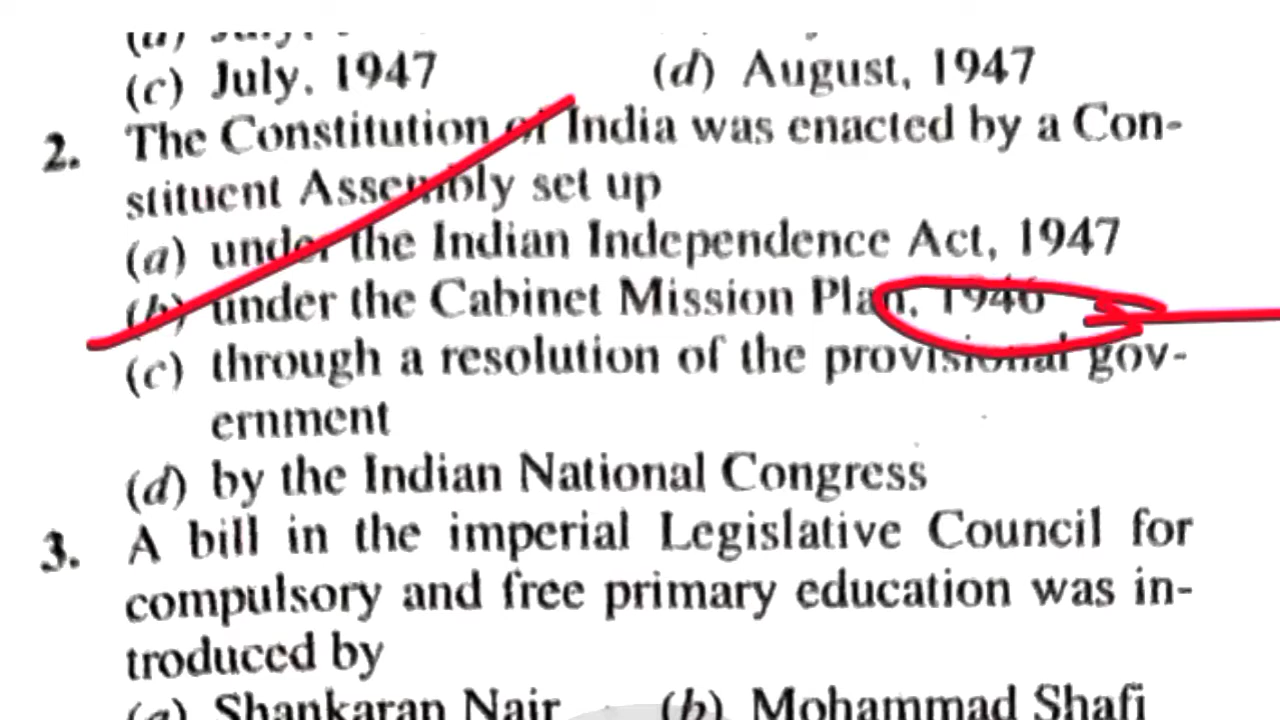 (c) July, 1947 (d) August, 1947
2. The Constitution of India was enacted by a Con-
stituent Assembly set up
(a) under the Indian Independence Act, 1947
(b) under the Cabinet Mission Plan, 1946
(c) through a resolution of the provisional gov-
ernment
(d) by the Indian National Congress
3. A bill in the imperial Legislative Council for
compulsory and free primary education was in-
troduced by
(a) Shankaran Nair (b) Mohammad Shafi